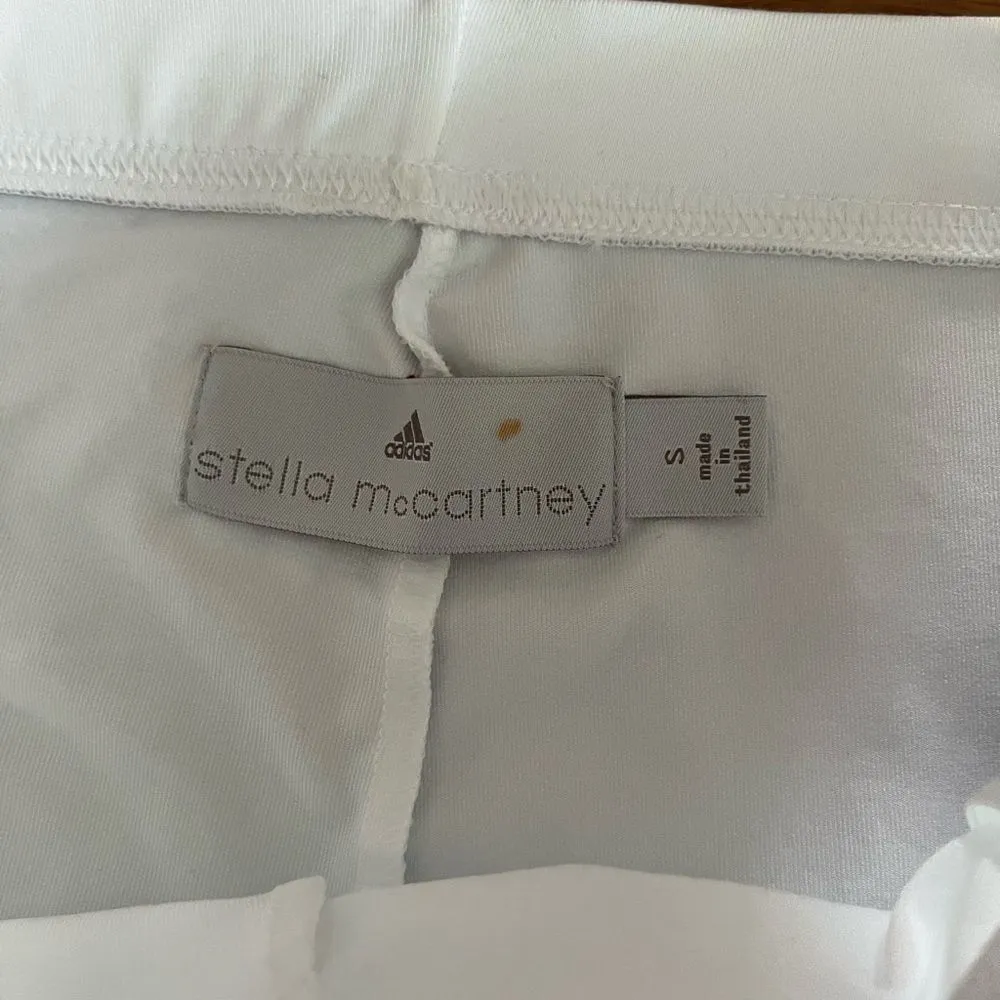 adidas
stella mccartney
S
made
in
thailand